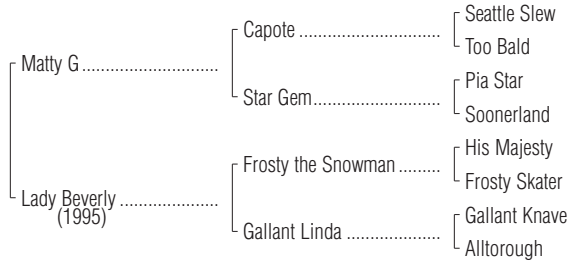 Seattle Slew
Capote
Too Bald
Matty G
Pia Star
Star Gem
Soonerland
His Majesty
Frosty the Snowman
Frosty Skater
Lady Beverly
(1995)
Gallant Knave
Gallant Linda
Alltorough